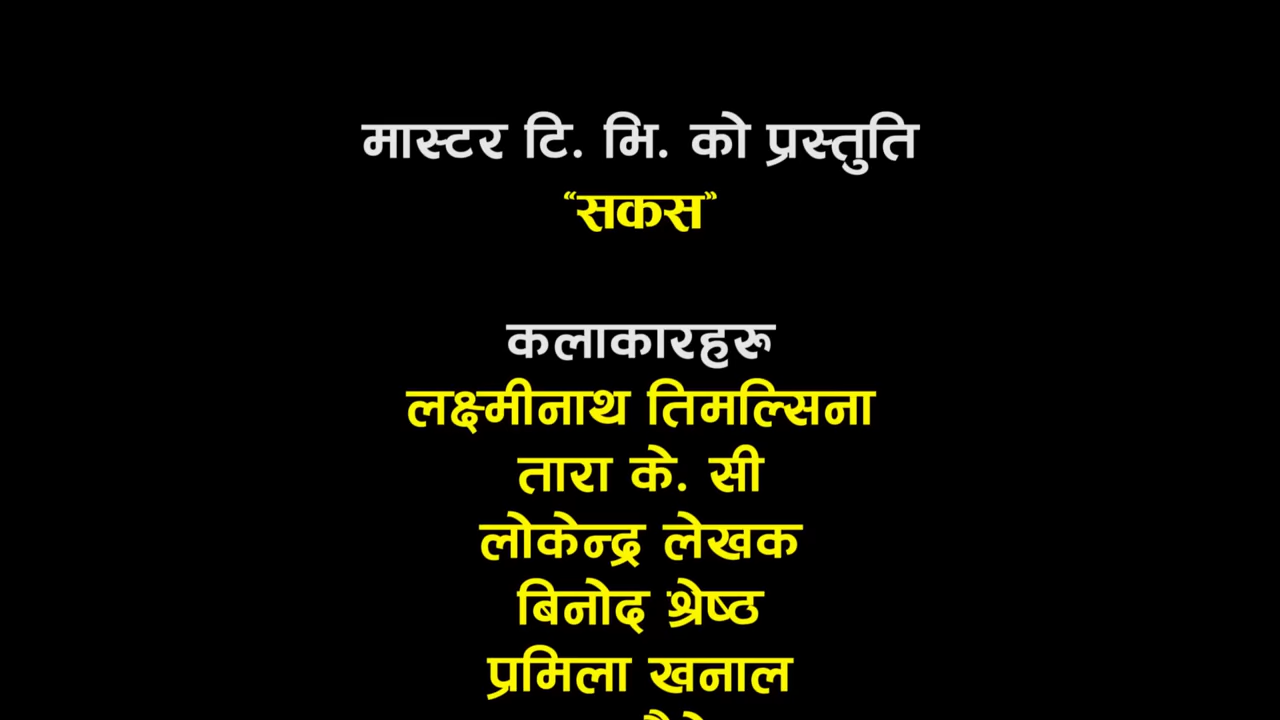 मास्टर टि. भि. को प्रस्तुति
“सकस”
कलाकारहरू
लक्ष्मीनाथ तिमल्सिना
तारा के. सी
लोकेन्द्र लेखक
बिनोद श्रेष्ठ
प्रमिला खनाल